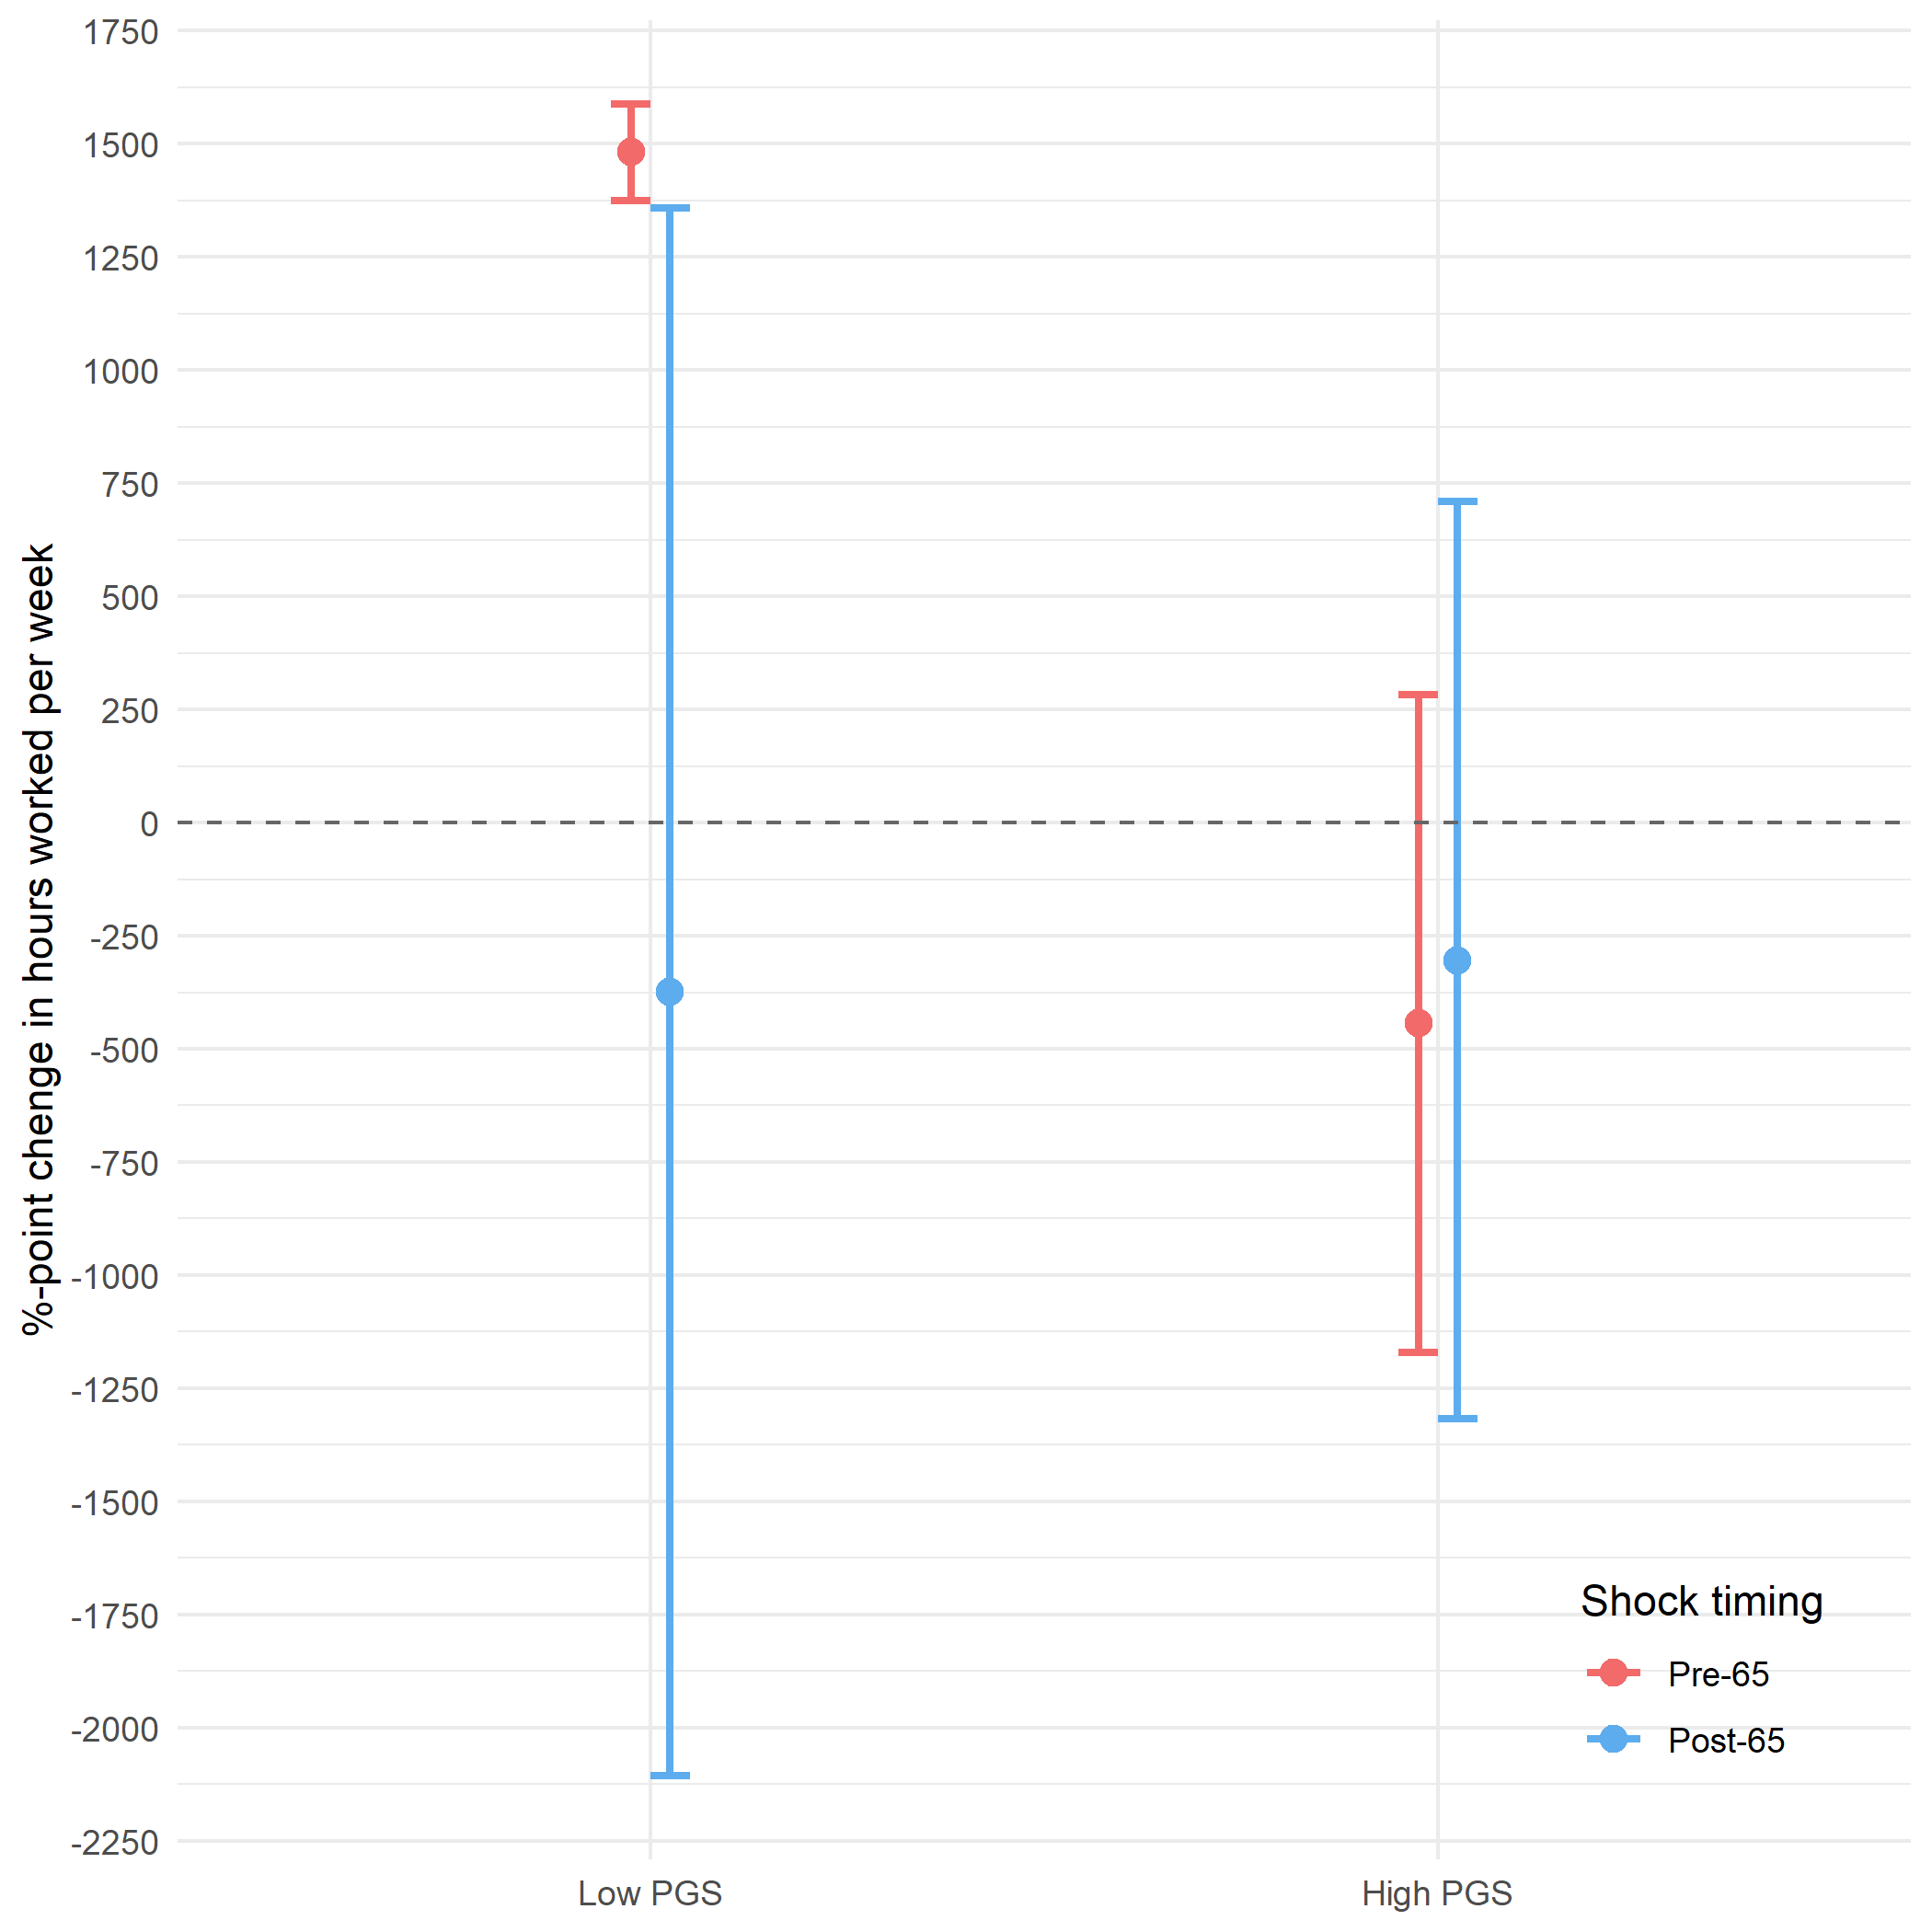 %-point chenge in hours worked per week
1750
1500
1250
1000
750
500
250
0
-250
-500
-750
-1000
-1250
-1500
-1750
-2000
-2250
Shock timing
Pre-65
Post-65
Low PGS
High PGS